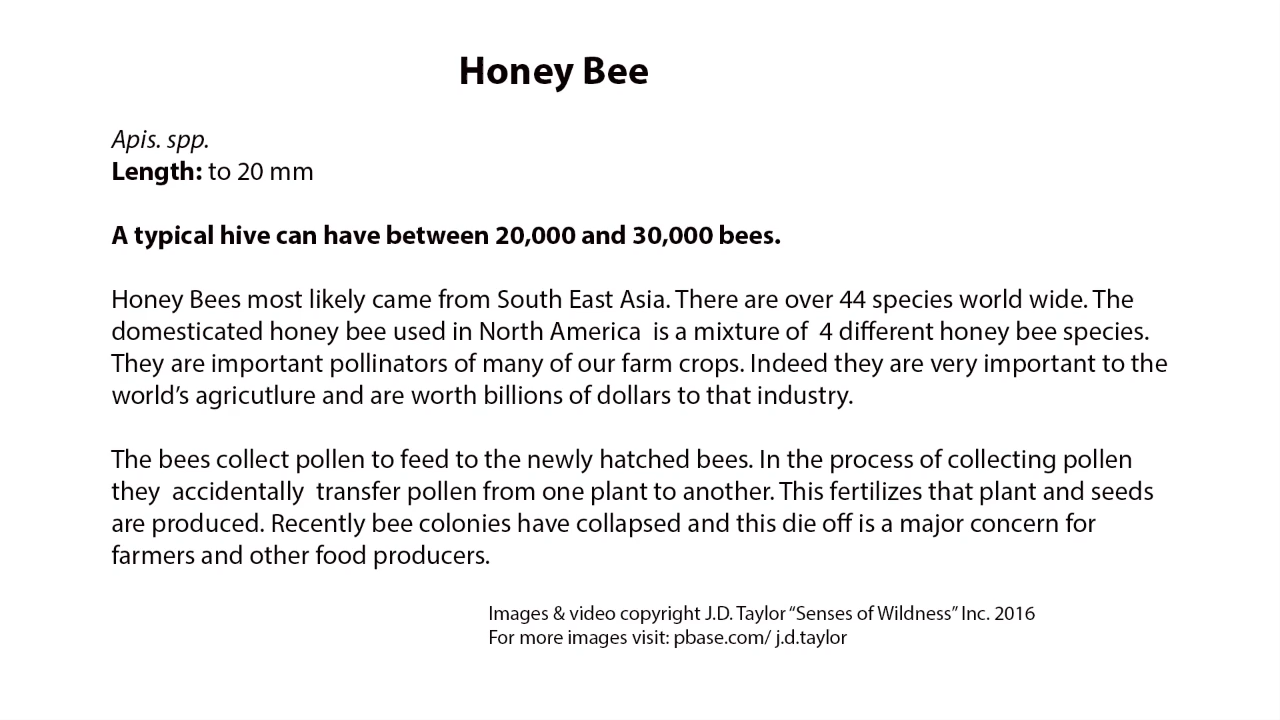 Honey Bee
Apis. spp.
Length: to 20 mm
A typical hive can have between 20,000 and 30,000 bees.
Honey Bees most likely came from South East Asia. There are over 44 species world wide. The
domesticated honey bee used in North America  is a mixture of  4 different honey bee species.
They are important pollinators of many of our farm crops. Indeed they are very important to the
world’s agricutlure and are worth billions of dollars to that industry.
The bees collect pollen to feed to the newly hatched bees. In the process of collecting pollen
they  accidentally  transfer pollen from one plant to another. This fertilizes that plant and seeds
are produced. Recently bee colonies have collapsed and this die off is a major concern for
farmers and other food producers.
Images & video copyright J.D. Taylor “Senses of Wildness” Inc. 2016
For more images visit: pbase.com/ j.d.taylor